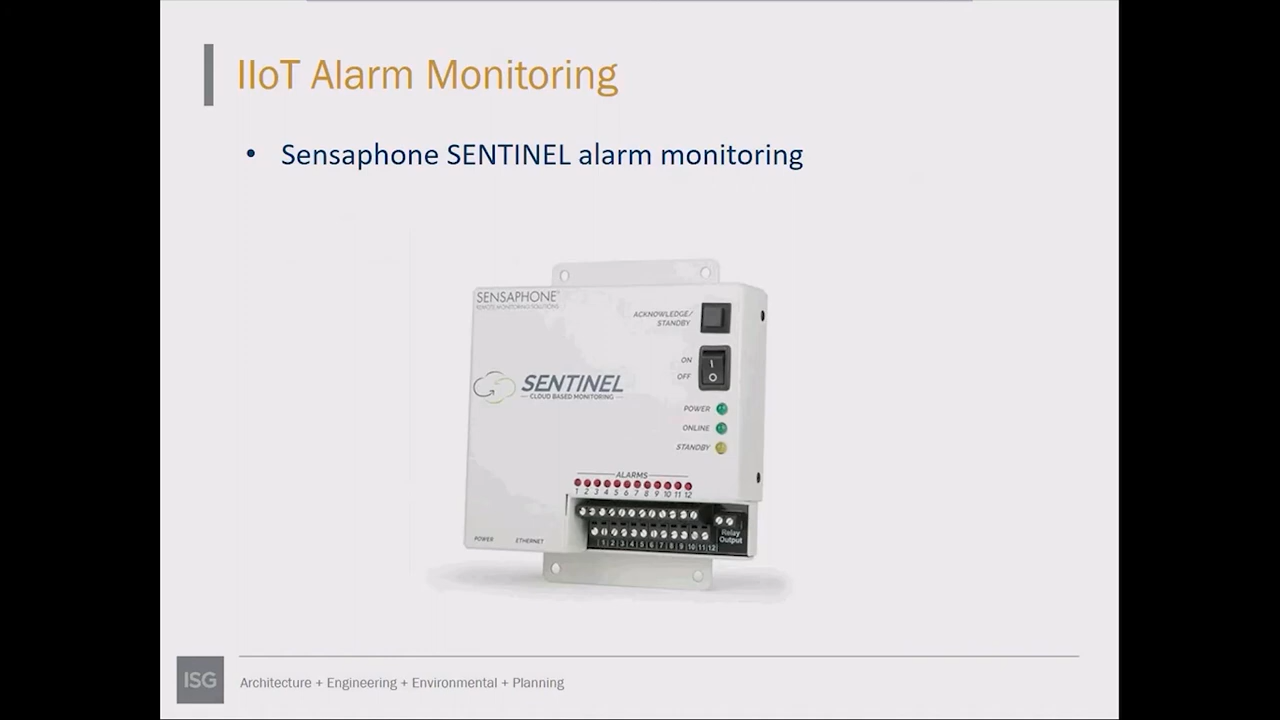 IIoT Alarm Monitoring
• Sensaphone SENTINEL alarm monitoring
SENSAPHONE
REMOTE MONITORING SOLUTIONS
ACKNOWLEDGE/
STANDBY
ON
OFF
SENTINEL
CLOUD BASED MONITORING
POWER
ONLINE
STANDBY
ALARMS
1 2 3 4 5 6 7 8 9 10 11 12
Relay
Output
POWER ETHERNET
1 2 3 4 5 6 7 8 9 10 11 12
ISG
Architecture + Engineering + Environmental + Planning